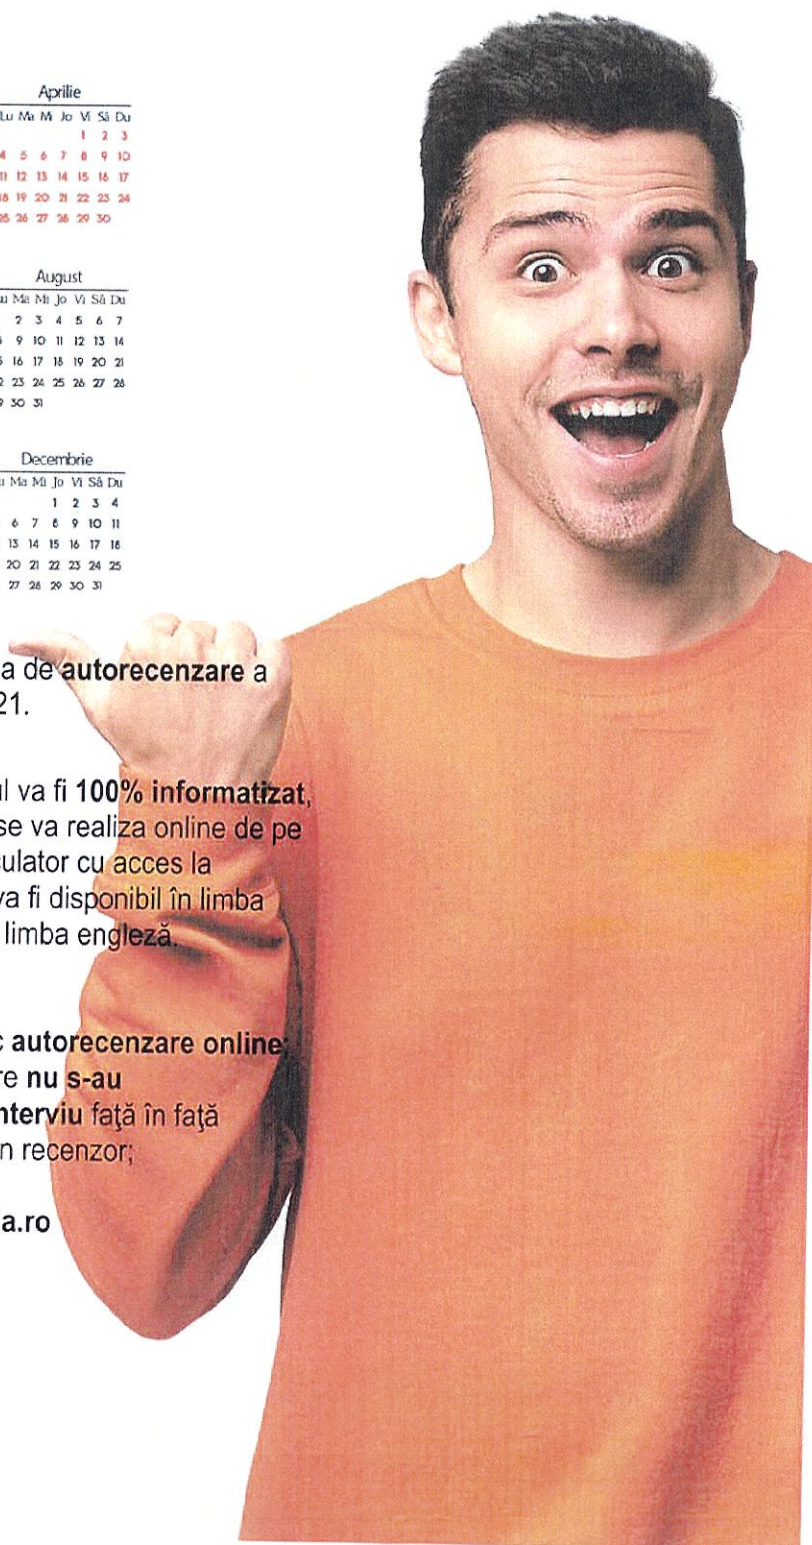 Aprilie
Lu Ma Mi Jo Vi Sâ Du
1 2 3
4 5 6 7 8 9 10
11 12 13 14 15 16 17
18 19 20 21 22 23 24
25 26 27 28 29 30
August
Ma Mi Jo Vi Sâ Du
2 3 4 5 6 7
9 10 11 12 13 14
16 17 18 19 20 21
23 24 25 26 27 28
30 31
Decembrie
Ma Mi Jo Vi Sâ Du
1 2 3 4
6 7 8 9 10 11
13 14 15 16 17 18
20 21 22 23 24 25
27 28 29 30 31
a de autorecenzare a
21.
va fi 100% informatizat,
se va realiza online de pe
culator cu acces la
va fi disponibil în limba
limba engleză.
autorecenzare online;
re nu s-au
nterviu faţă în faţă
n recenzor;
a.ro